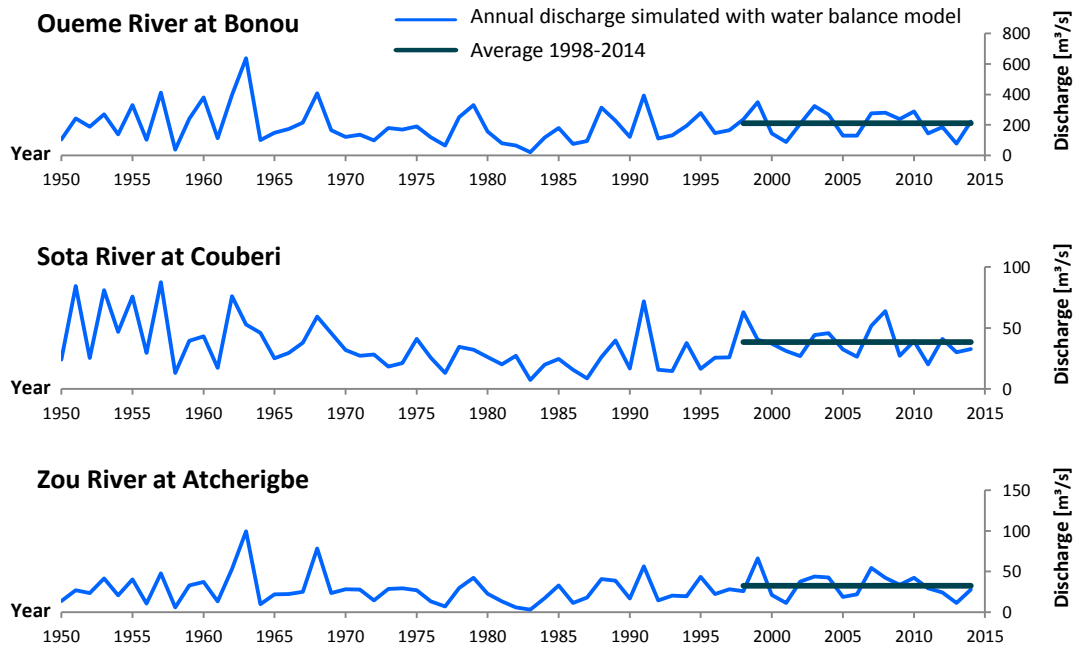 Oueme River at Bonou
Annual discharge simulated with water balance model
Average 1998-2014
800
600
400
200
0
Discharge [m³/s]
Year
1950 1955 1960 1965 1970 1975 1980 1985 1990 1995 2000 2005 2010 2015
Sota River at Couberi
100
50
0
Discharge [m³/s]
Year
1950 1955 1960 1965 1970 1975 1980 1985 1990 1995 2000 2005 2010 2015
Zou River at Atcherigbe
150
100
50
0
Discharge [m³/s]
Year
1950 1955 1960 1965 1970 1975 1980 1985 1990 1995 2000 2005 2010 2015